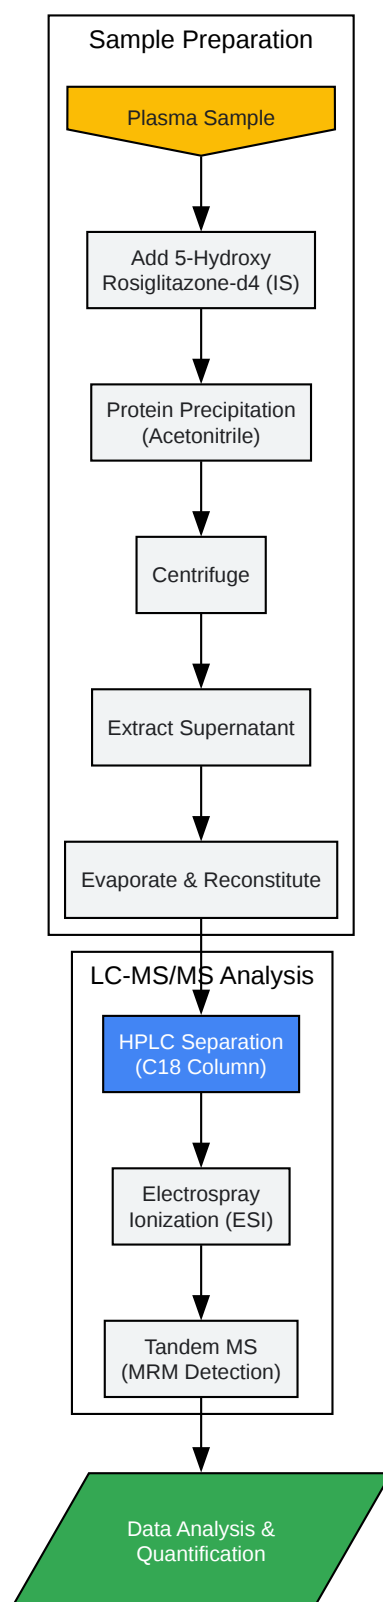 Sample Preparation
Plasma Sample
Add 5-Hydroxy
Rosiglitazone-d4 (IS)
Protein Precipitation
(Acetonitrile)
Centrifuge
Extract Supernatant
Evaporate & Reconstitute
LC-MS/MS Analysis
HPLC Separation
(C18 Column)
Electrospray
Ionization (ESI)
Tandem MS
(MRM Detection)
Data Analysis &
Quantification